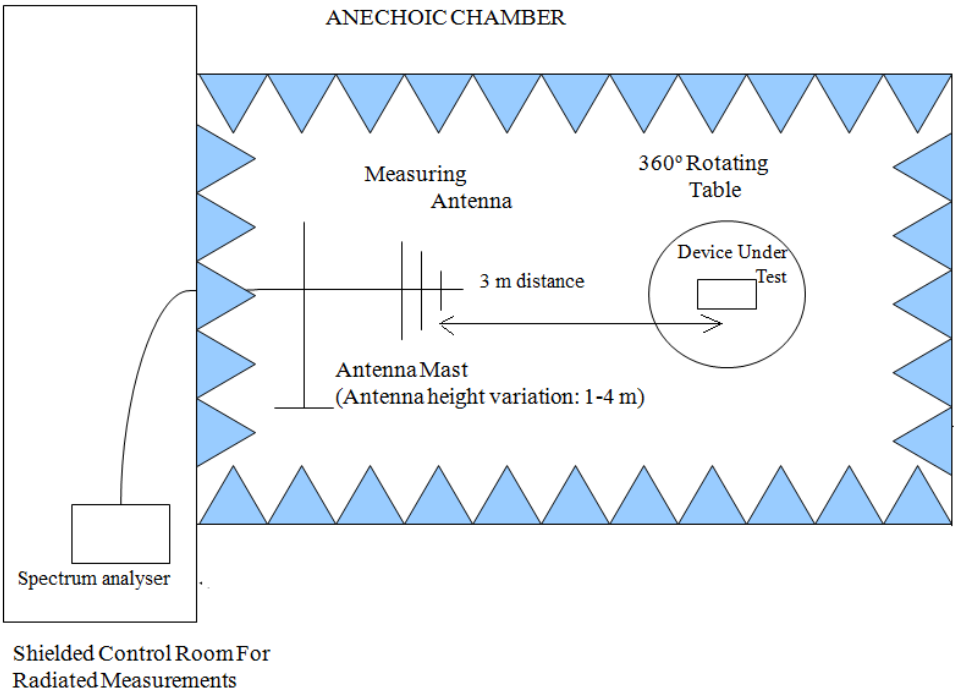 ANECHOIC CHAMBER
360º Rotating
Table
Measuring
Antenna
Device Under
Test
3 m distance
Antenna Mast
(Antenna height variation: 1-4 m)
Spectrum analyser
Shielded Control Room For
Radiated Measurements